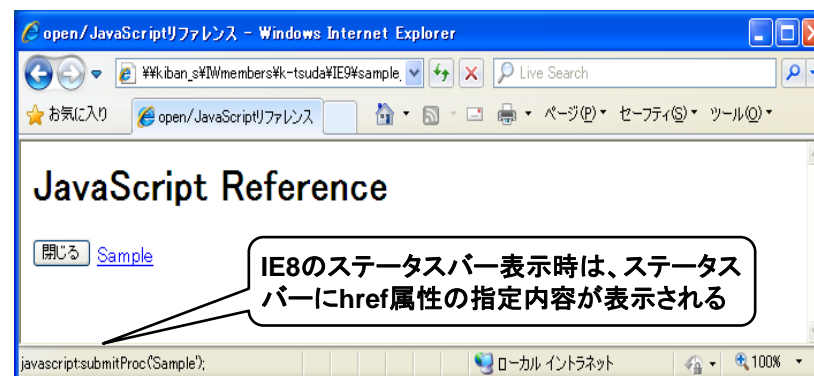 open/JavaScriptリファレンス - Windows Internet Explorer
¥¥kiban_s¥IWmembers¥k-tsuda¥IE9¥sample_
Live Search
お気に入り
open/JavaScriptリファレンス
ページ(P)
セーフティ(S)
ツール(O)
JavaScript Reference
閉じる Sample
IE8のステータスバー表示時は、ステータス
バーにhref属性の指定内容が表示される
javascript:submitProc('Sample');
ローカル イントラネット
100%